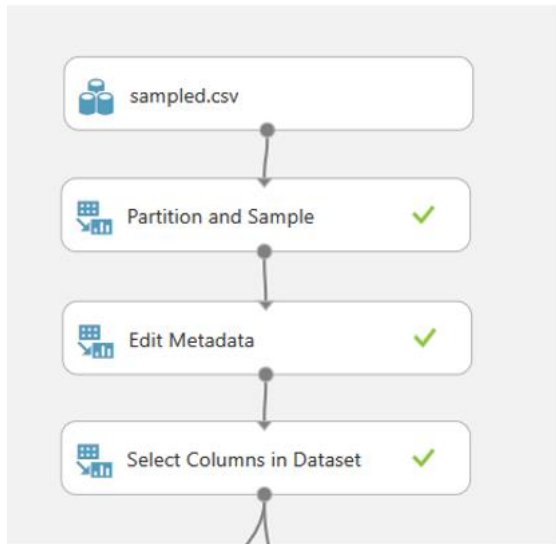 sampled.csv
Partition and Sample
Edit Metadata
Select Columns in Dataset